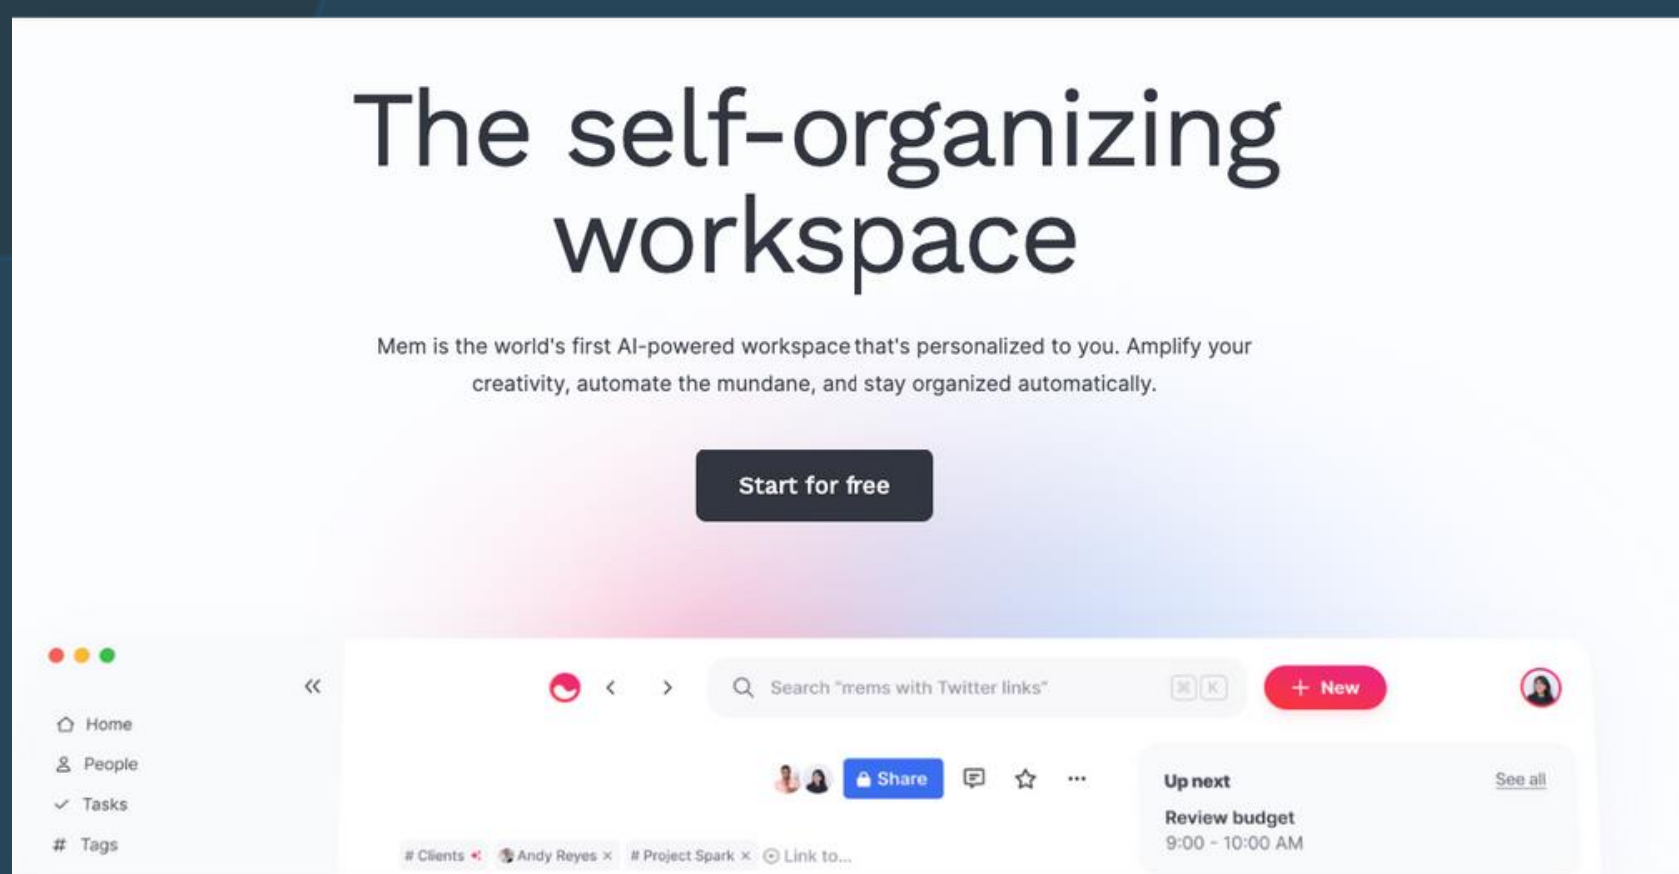 The self-organizing
workspace
Mem is the world's first AI-powered workspace that's personalized to you. Amplify your
creativity, automate the mundane, and stay organized automatically.
Start for free
Search "mems with Twitter links"
⌘ K
+ New
Home
People
Tasks
# Tags
Share
Up next
See all
Review budget
9:00 - 10:00 AM
# Clients
Andy Reyes ×
# Project Spark ×
Link to...